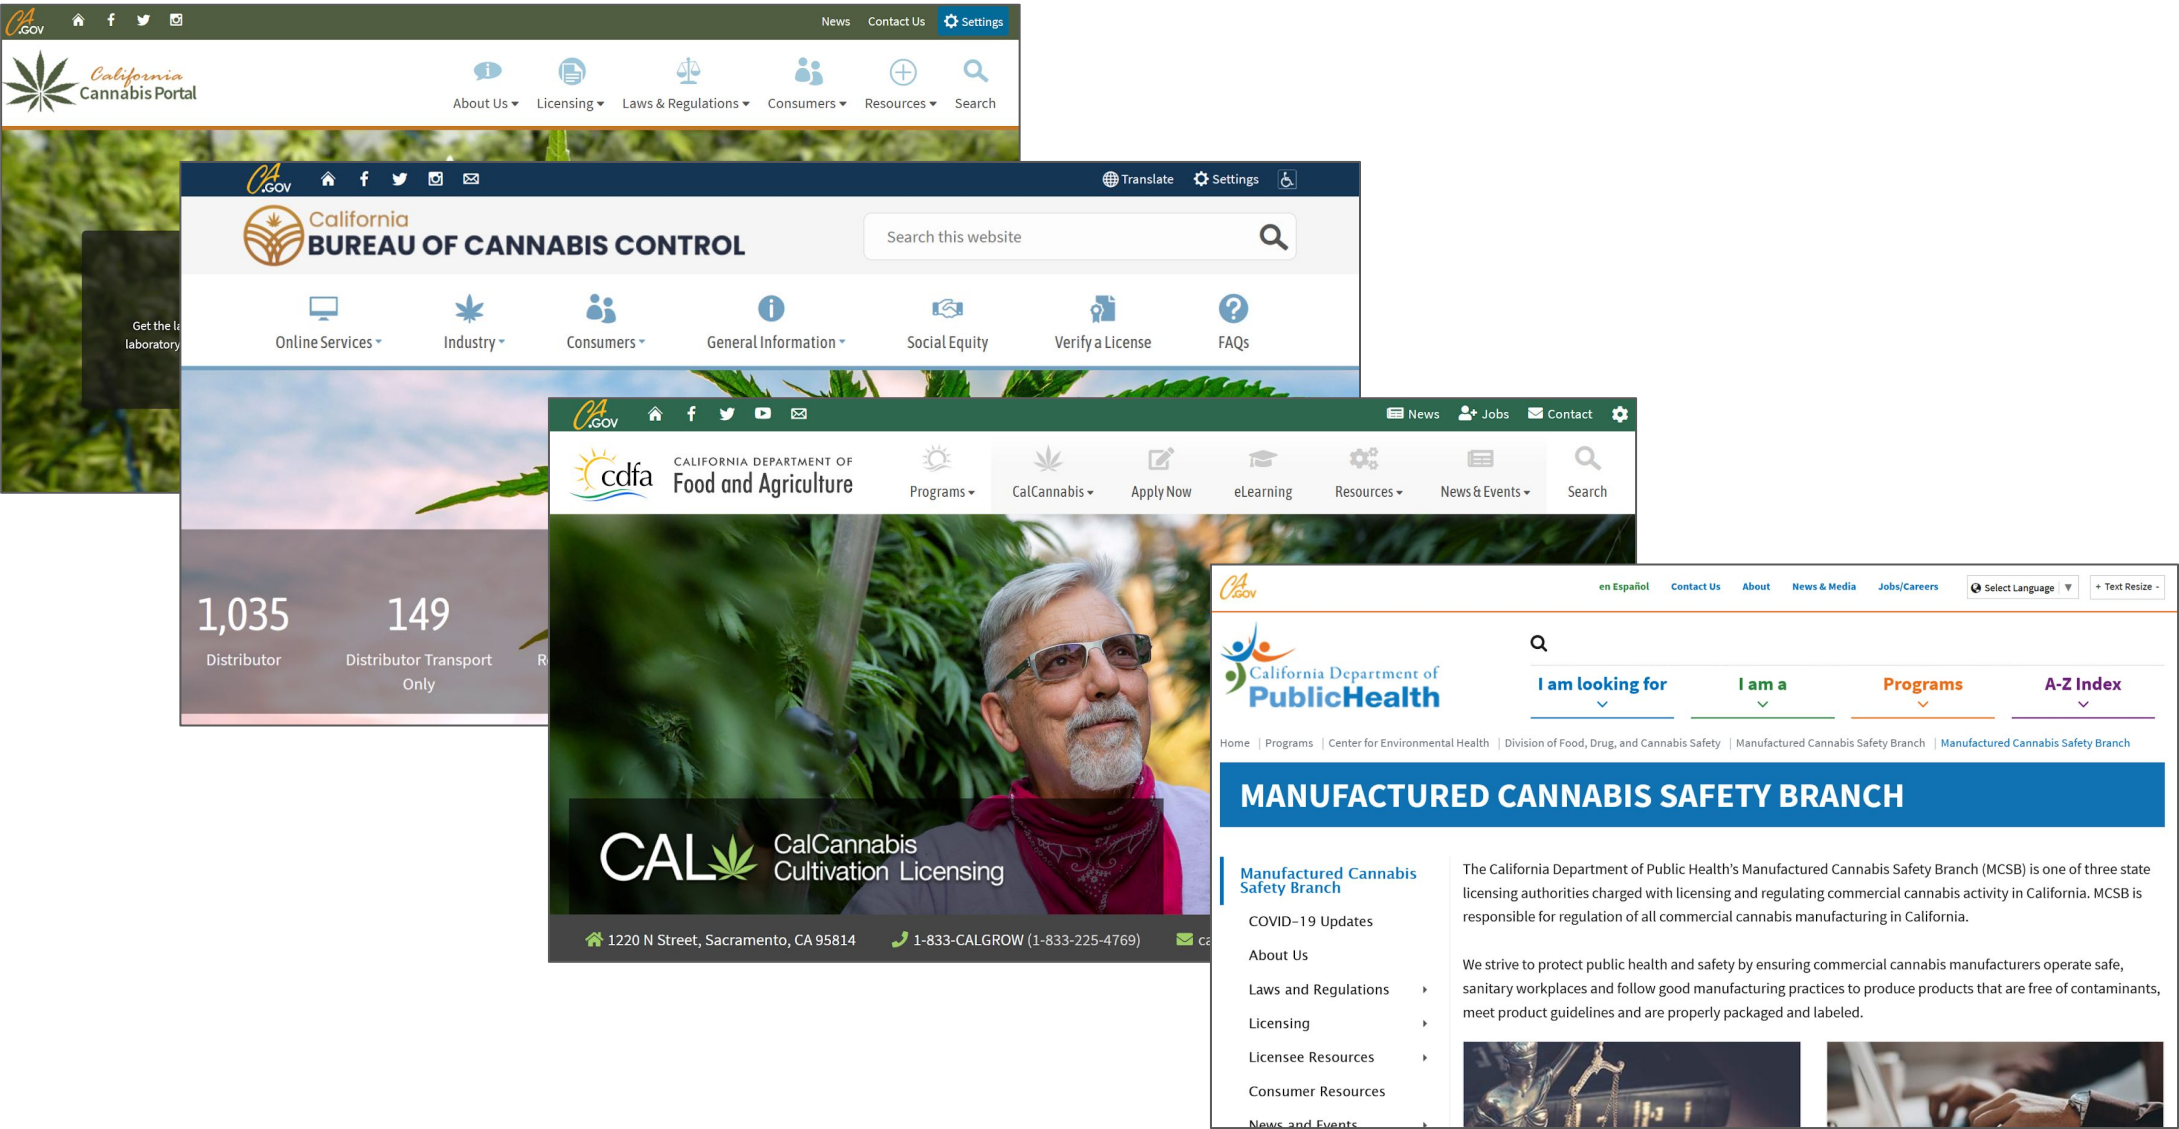 CA.GOV
News Contact Us Settings
California
Cannabis Portal
About Us Licensing Laws & Regulations Consumers Resources Search
Get the
laboratory
CA.GOV
Translate Settings
California
BUREAU OF CANNABIS CONTROL
Search this website
Online Services Industry Consumers General Information Social Equity Verify a License FAQs
1,035 149
Distributor Distributor Transport
Only
CA.GOV
News Jobs Contact
cdfa
CALIFORNIA DEPARTMENT OF
Food and Agriculture
Programs CalCannabis Apply Now eLearning Resources News & Events Search
CAL
CalCannabis
Cultivation Licensing
1220 N Street, Sacramento, CA 95814 1-833-CALGROW (1-833-225-4769)
CA.GOV
en Español Contact Us About News & Media Jobs/Careers Select Language ▼ + Text Resize -
California Department of
PublicHealth
I am looking for I am a Programs A-Z Index
Home | Programs | Center for Environmental Health | Division of Food, Drug, and Cannabis Safety | Manufactured Cannabis Safety Branch | Manufactured Cannabis Safety Branch
MANUFACTURED CANNABIS SAFETY BRANCH
Manufactured Cannabis
Safety Branch
COVID-19 Updates
About Us
Laws and Regulations
Licensing
Licensee Resources
Consumer Resources
News and Events
The California Department of Public Health's Manufactured Cannabis Safety Branch (MCSB) is one of three state
licensing authorities charged with licensing and regulating commercial cannabis activity in California. MCSB is
responsible for regulation of all commercial cannabis manufacturing in California.
We strive to protect public health and safety by ensuring commercial cannabis manufacturers operate safe,
sanitary workplaces and follow good manufacturing practices to produce products that are free of contaminants,
meet product guidelines and are properly packaged and labeled.